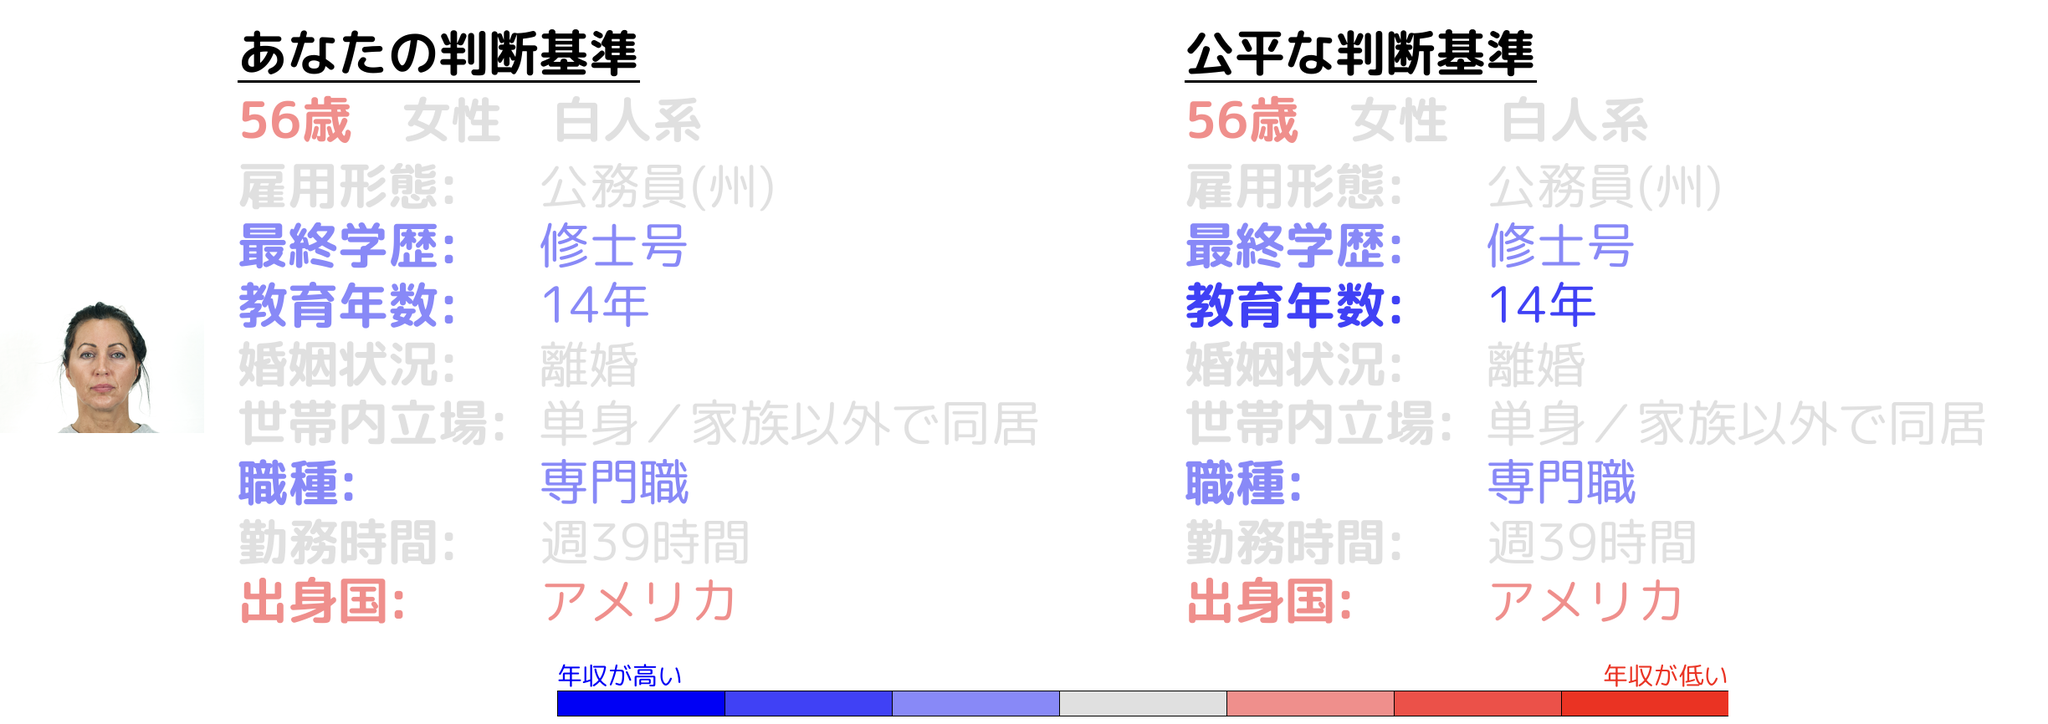 あなたの判断基準
56歳 女性 白人系
雇用形態: 公務員(州)
最終学歴: 修士号
教育年数: 14年
婚姻状況: 離婚
世帯内立場: 単身／家族以外で同居
職種: 専門職
勤務時間: 週39時間
出身国: アメリカ
公平な判断基準
56歳 女性 白人系
雇用形態: 公務員(州)
最終学歴: 修士号
教育年数: 14年
婚姻状況: 離婚
世帯内立場: 単身／家族以外で同居
職種: 専門職
勤務時間: 週39時間
出身国: アメリカ
年収が高い
年収が低い